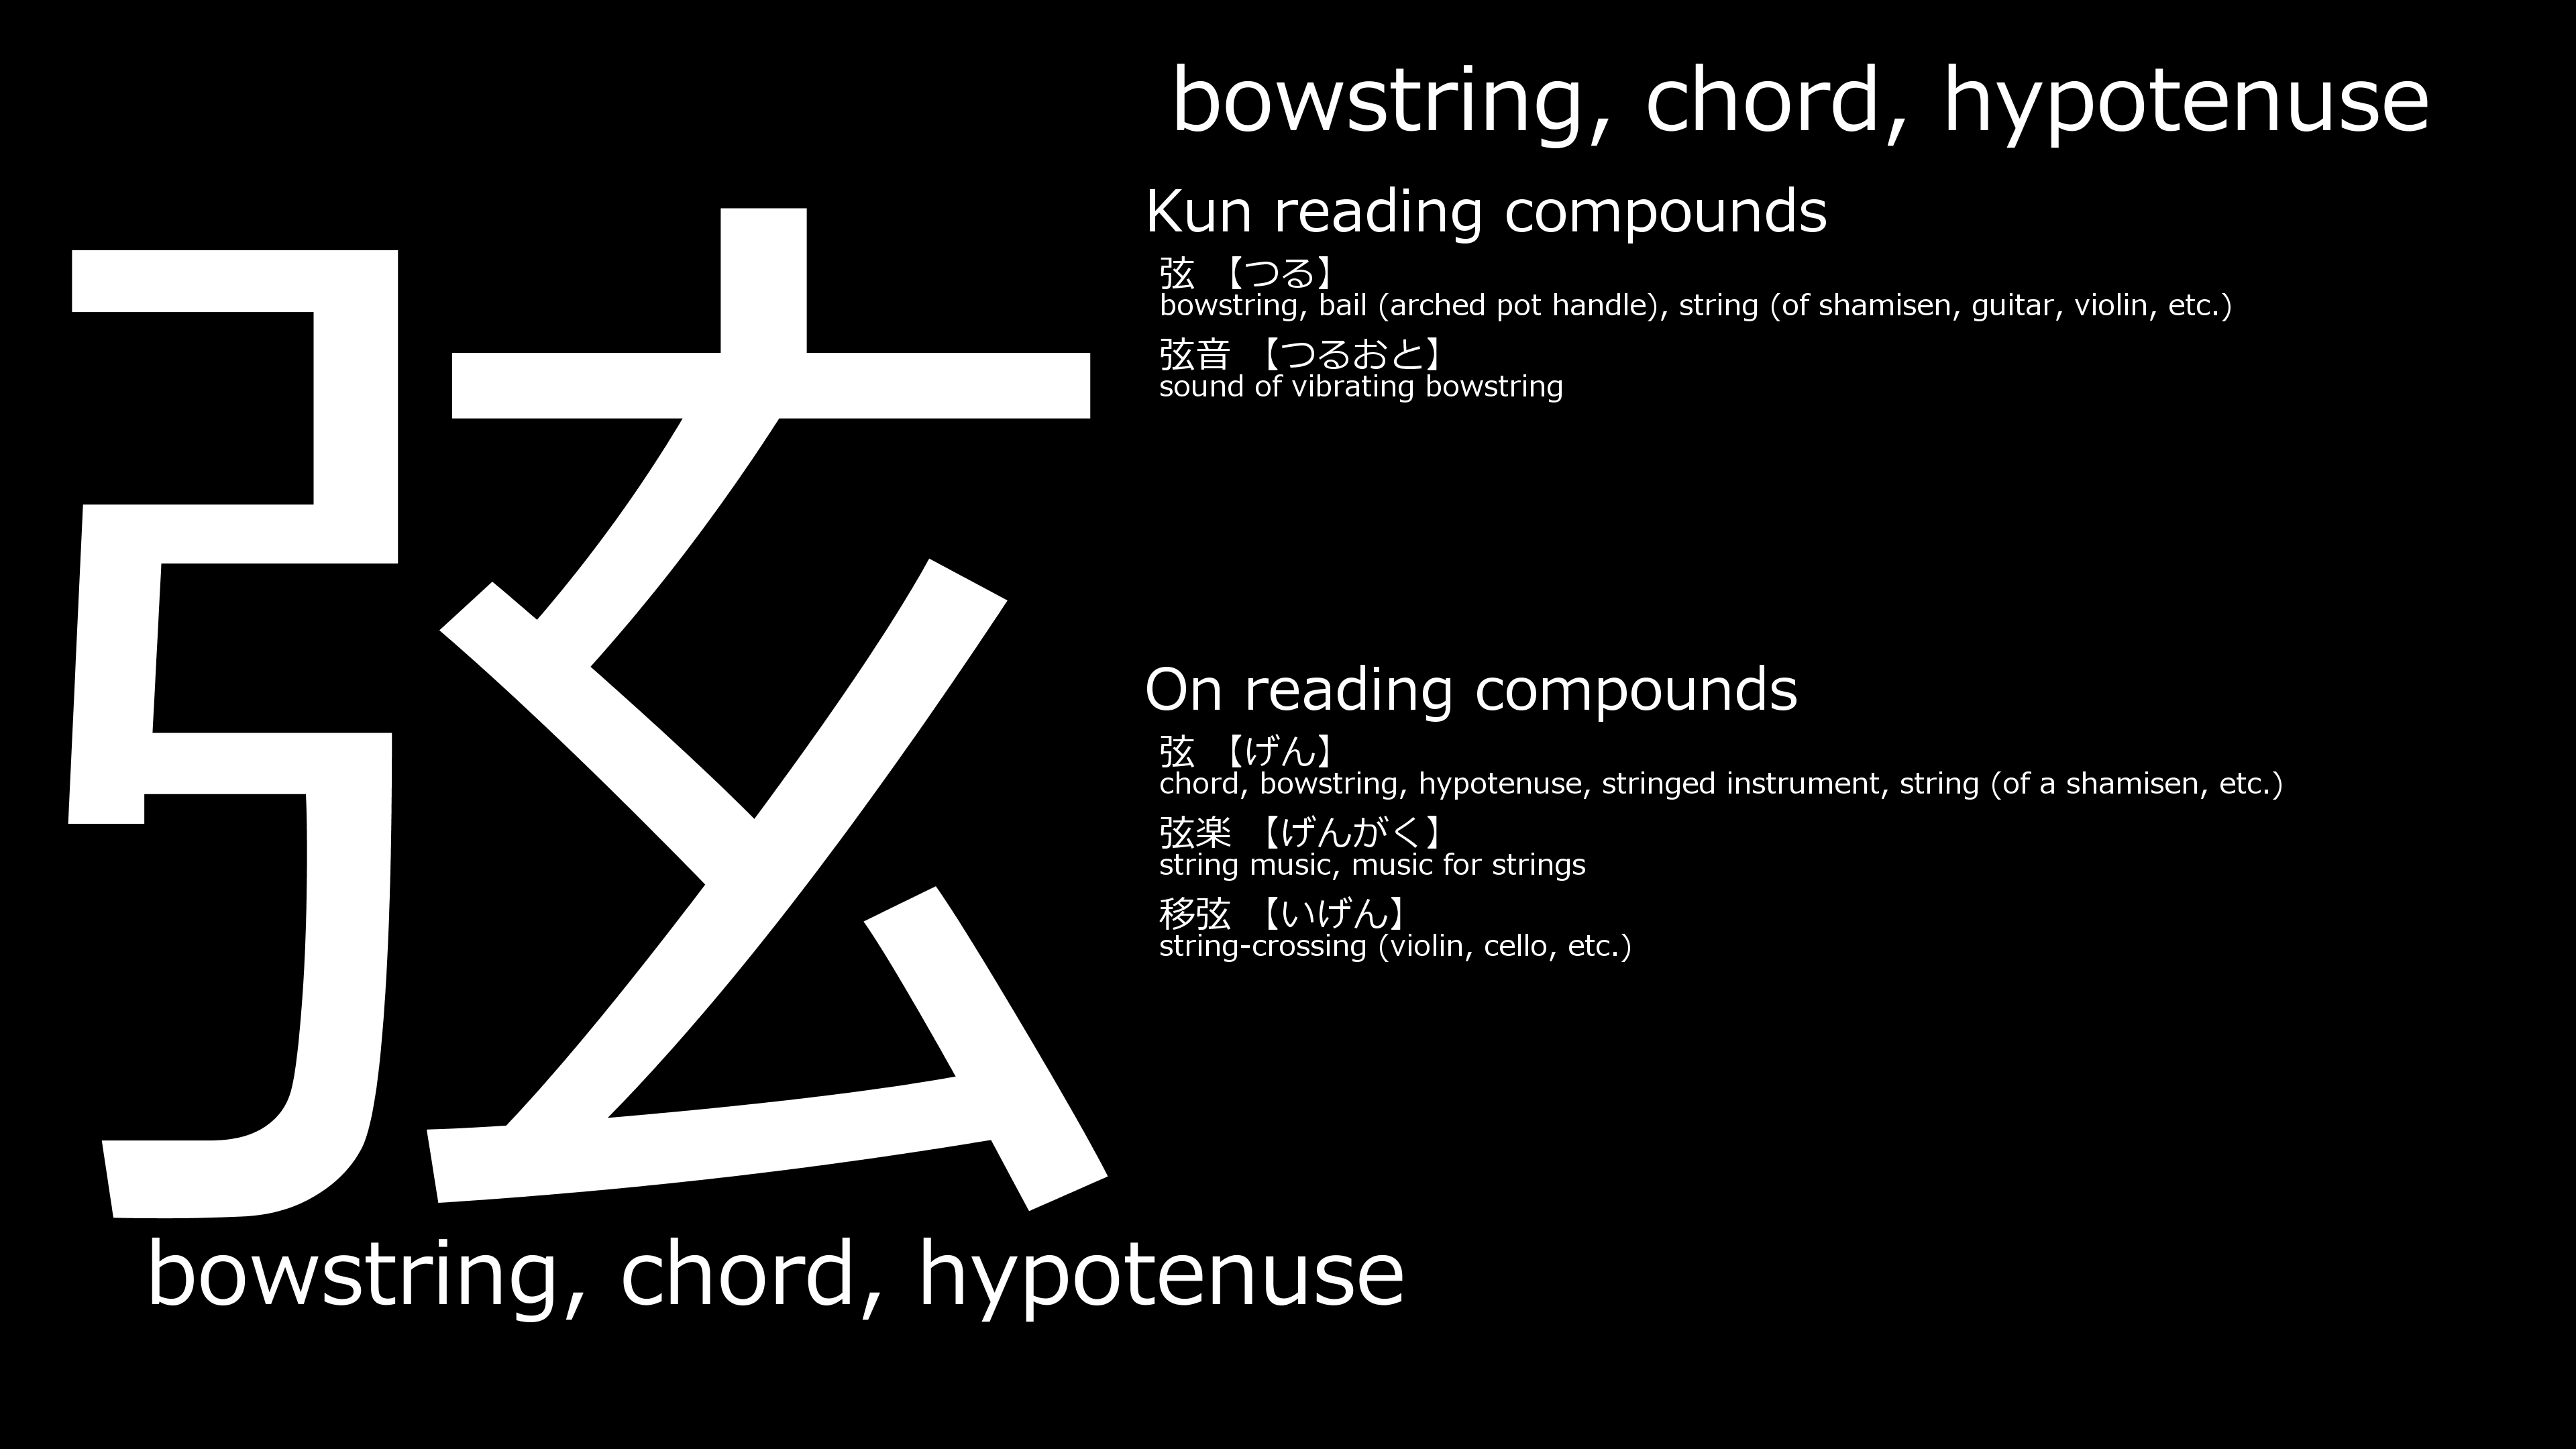 弦
bowstring, chord, hypotenuse
bowstring, chord, hypotenuse
Kun reading compounds
弦 【つる】
bowstring, bail (arched pot handle), string (of shamisen, guitar, violin, etc.)
弦音 【つるおと】
sound of vibrating bowstring
On reading compounds
弦 【げん】
chord, bowstring, hypotenuse, stringed instrument, string (of a shamisen, etc.)
弦楽 【げんがく】
string music, music for strings
移弦 【いげん】
string-crossing (violin, cello, etc.)